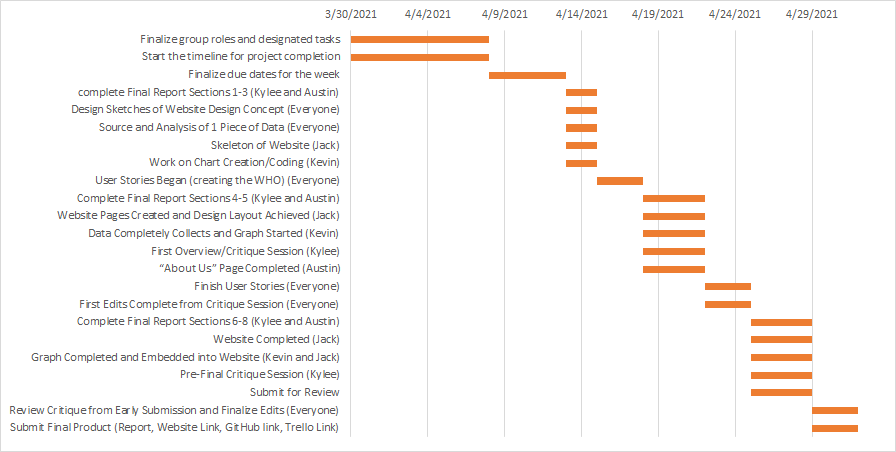 3/30/2021 4/4/2021 4/9/2021 4/14/2021 4/19/2021 4/24/2021 4/29/2021
Finalize group roles and designated tasks
Start the timeline for project completion
Finalize due dates for the week
complete Final Report Sections 1-3 (Kylee and Austin)
Design Sketches of Website Design Concept (Everyone)
Source and Analysis of 1 Piece of Data (Everyone)
Skeleton of Website (Jack)
Work on Chart Creation/Coding (Kevin)
User Stories Began (creating the WHO) (Everyone)
Complete Final Report Sections 4-5 (Kylee and Austin)
Website Pages Created and Design Layout Achieved (Jack)
Data Completely Collects and Graph Started (Kevin)
First Overview/Critique Session (Kylee)
“About Us” Page Completed (Austin)
Finish User Stories (Everyone)
First Edits Complete from Critique Session (Everyone)
Complete Final Report Sections 6-8 (Kylee and Austin)
Website Completed (Jack)
Graph Completed and Embedded into Website (Kevin and Jack)
Pre-Final Critique Session (Kylee)
Submit for Review
Review Critique from Early Submission and Finalize Edits (Everyone)
Submit Final Product (Report, Website Link, GitHub link, Trello Link)